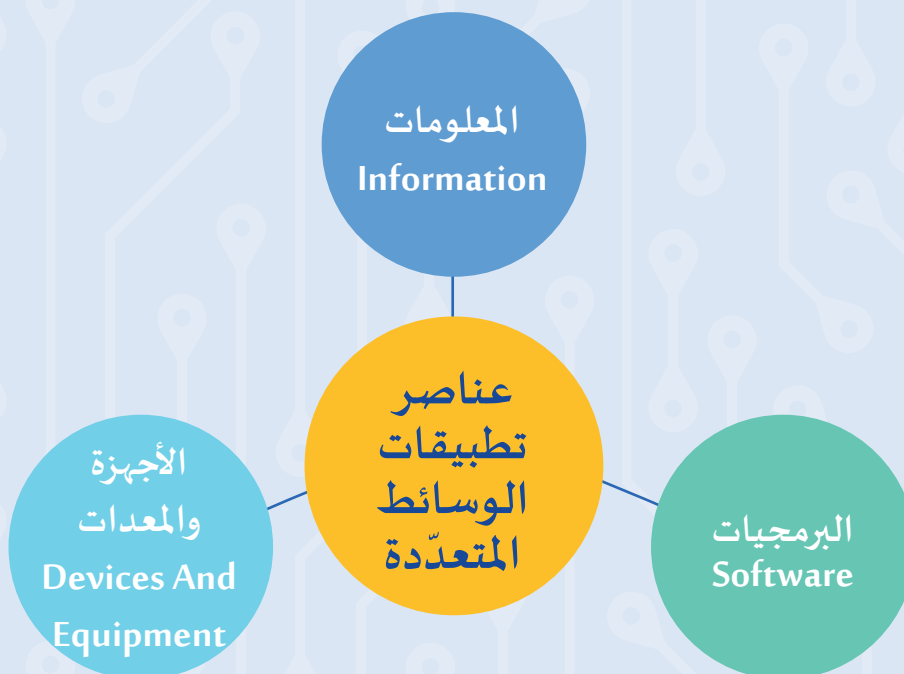 المعلومات
Information
عناصر
تطبيقات
الوسائط
المتعدّدة
الأجهزة
والمعدات
Devices And
Equipment
البرمجيات
Software